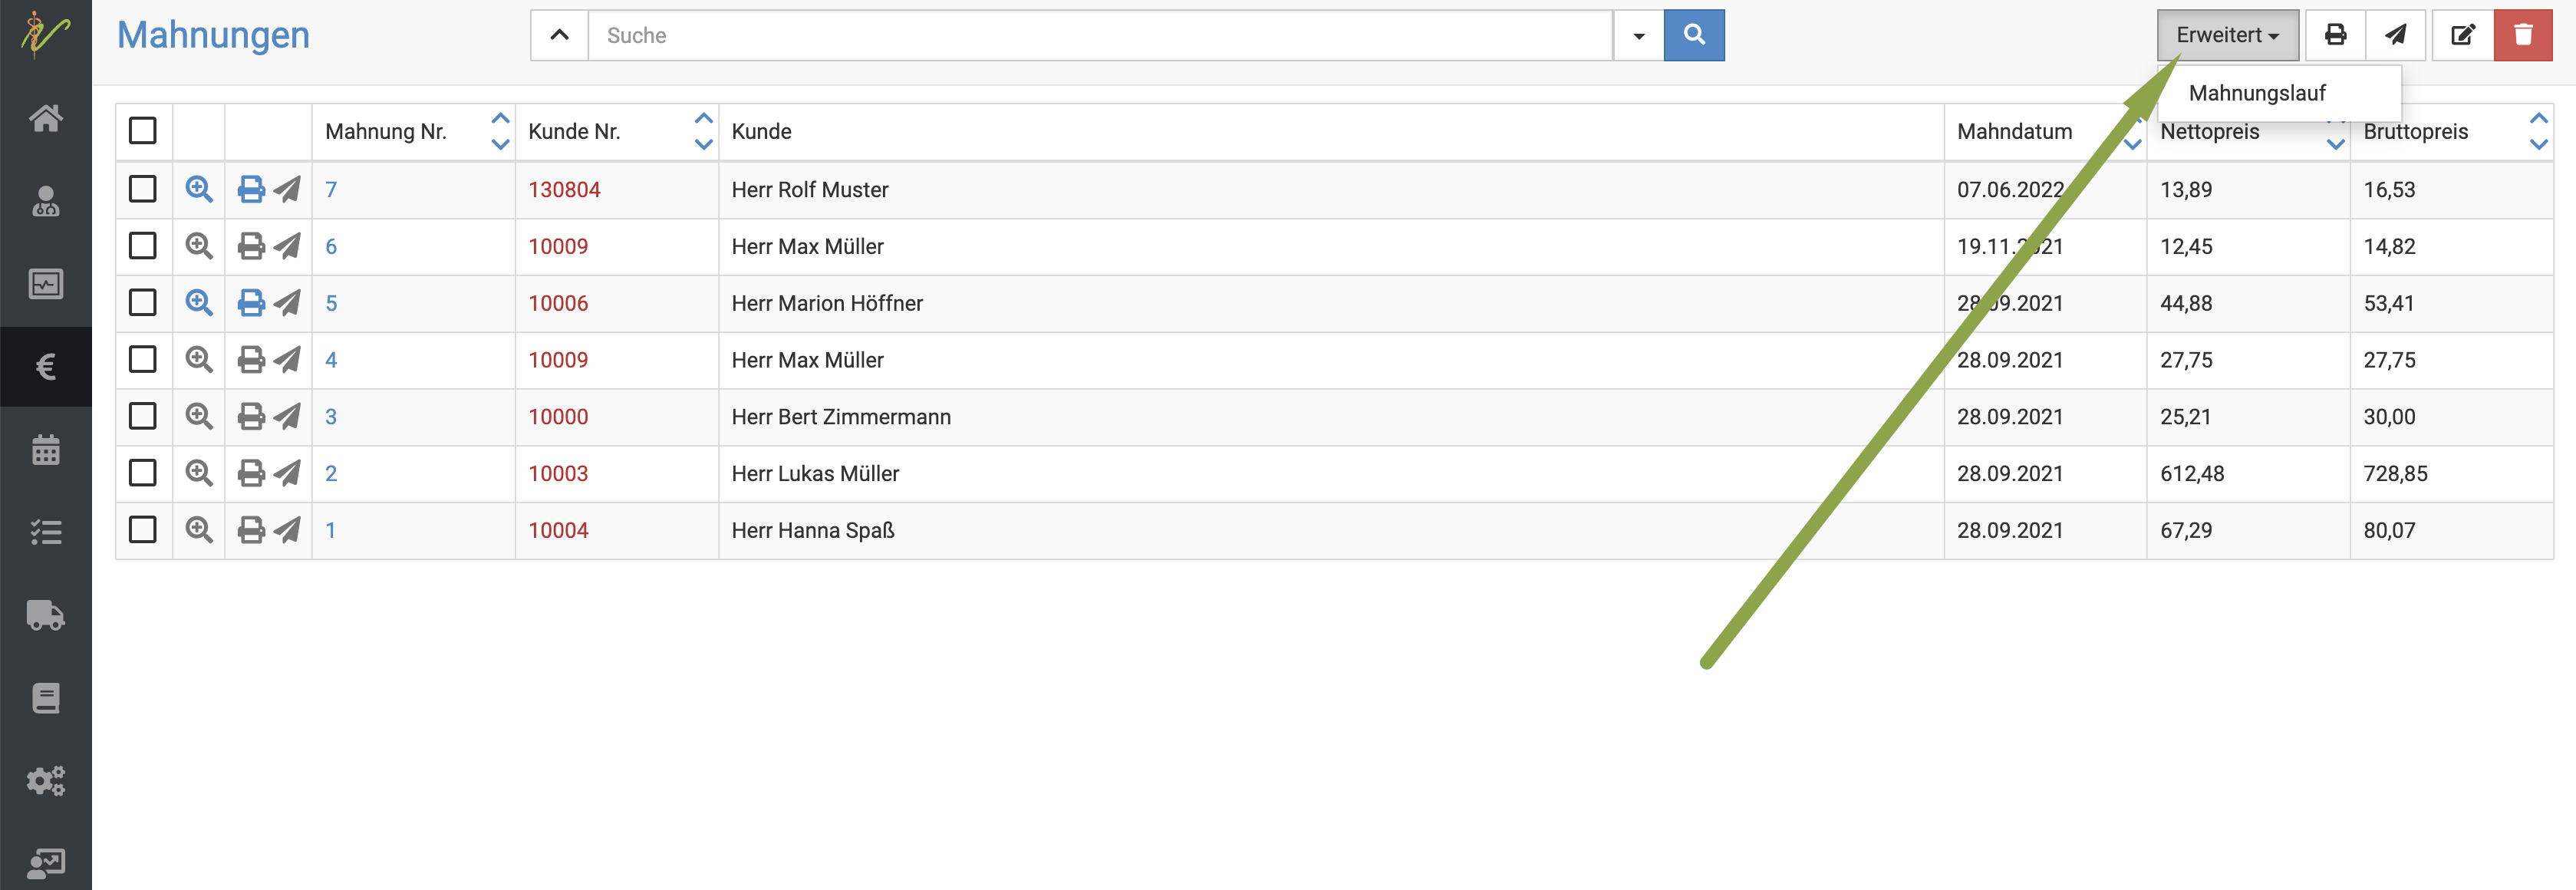 Mahnungen
Suche
Erweitert
Mahnungslauf
Mahnung Nr. Kunde Nr. Kunde Mahndatum Nettopreis Bruttopreis
7 130804 Herr Rolf Muster 07.06.2022 13,89 16,53
6 10009 Herr Max Müller 19.11.2021 12,45 14,82
5 10006 Herr Marion Höffner 28.09.2021 44,88 53,41
4 10009 Herr Max Müller 28.09.2021 27,75 27,75
3 10000 Herr Bert Zimmermann 28.09.2021 25,21 30,00
2 10003 Herr Lukas Müller 28.09.2021 612,48 728,85
1 10004 Herr Hanna Spaß 28.09.2021 67,29 80,07